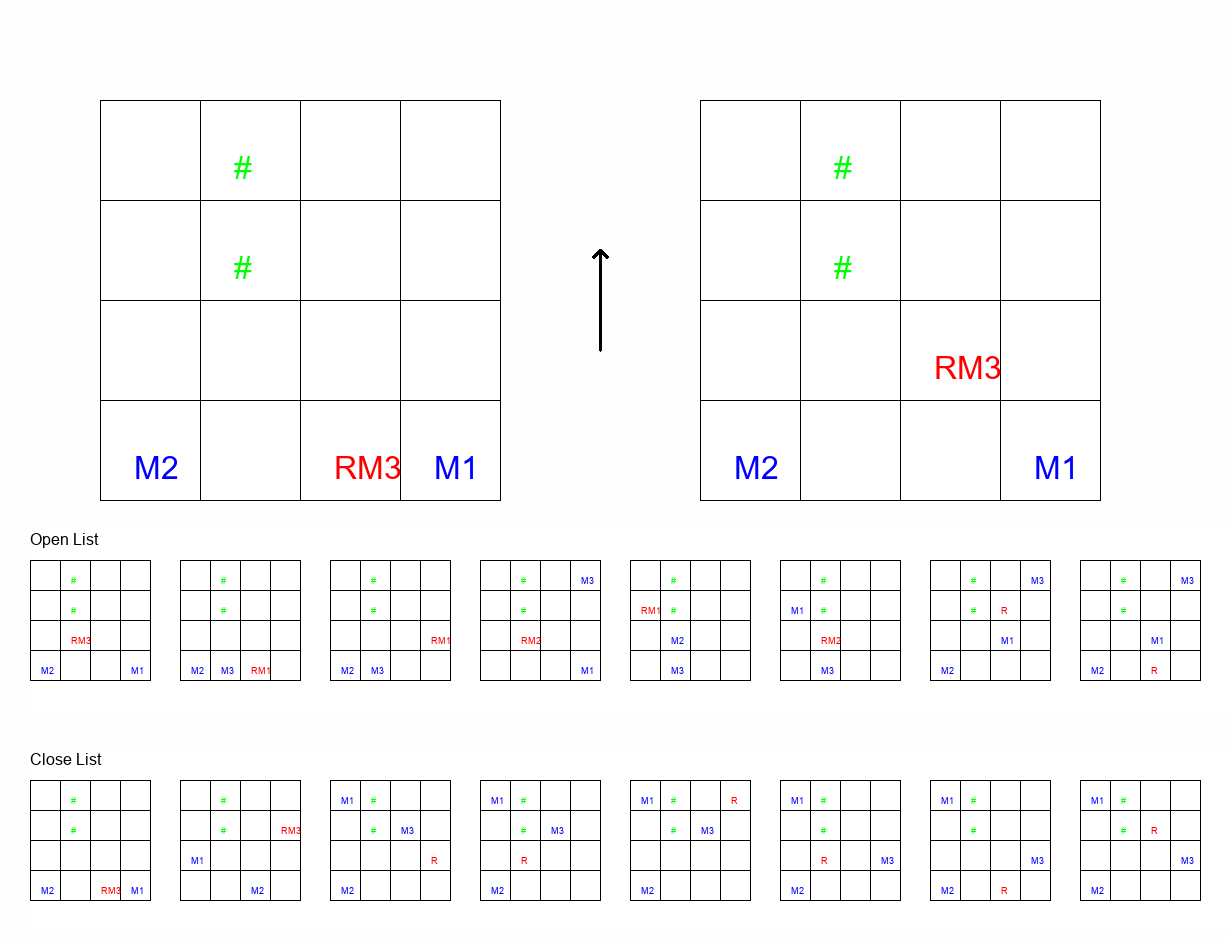 # #
# #
RM3
M2 RM3 M1 M2 M1
Open List
# # # # M3 # # # M3 # M3
# # # # RM1 # M1 # # R #
RM3 RM1 RM2 M2 RM2 M1 M1
M2 M1 M2 M3 RM1 M2 M3 M1 M3 M3 M2 M2 R
Close List
# # M1 # M1 # M1 # R M1 # M1 # M1 #
# # RM3 # M3 # M3 # M3 # # # R
M1 R R R M3 M3 M3
M2 RM3 M1 M2 M2 M2 M2 M2 M2 R M2